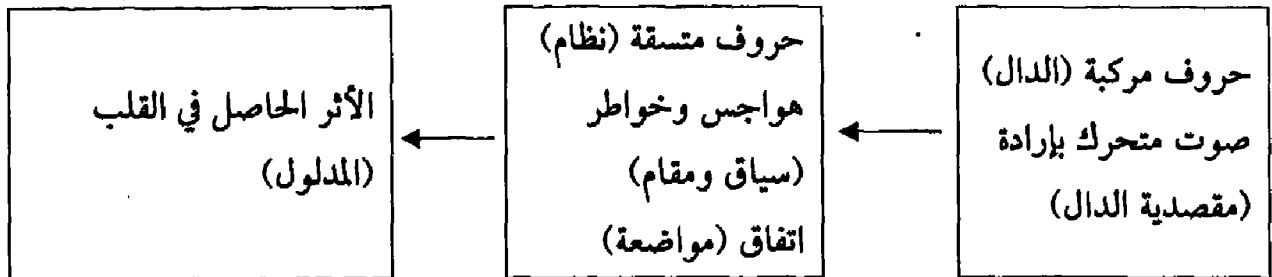 حروف مركبة (الدال)
صوت متحرك بإرادة
(مقصدية الدال)
حروف متسقة (نظام)
هواجس وخواطر
(سياق ومقام)
اتفاق (مواضعة)
الأثر الحاصل في القلب
(المدلول)